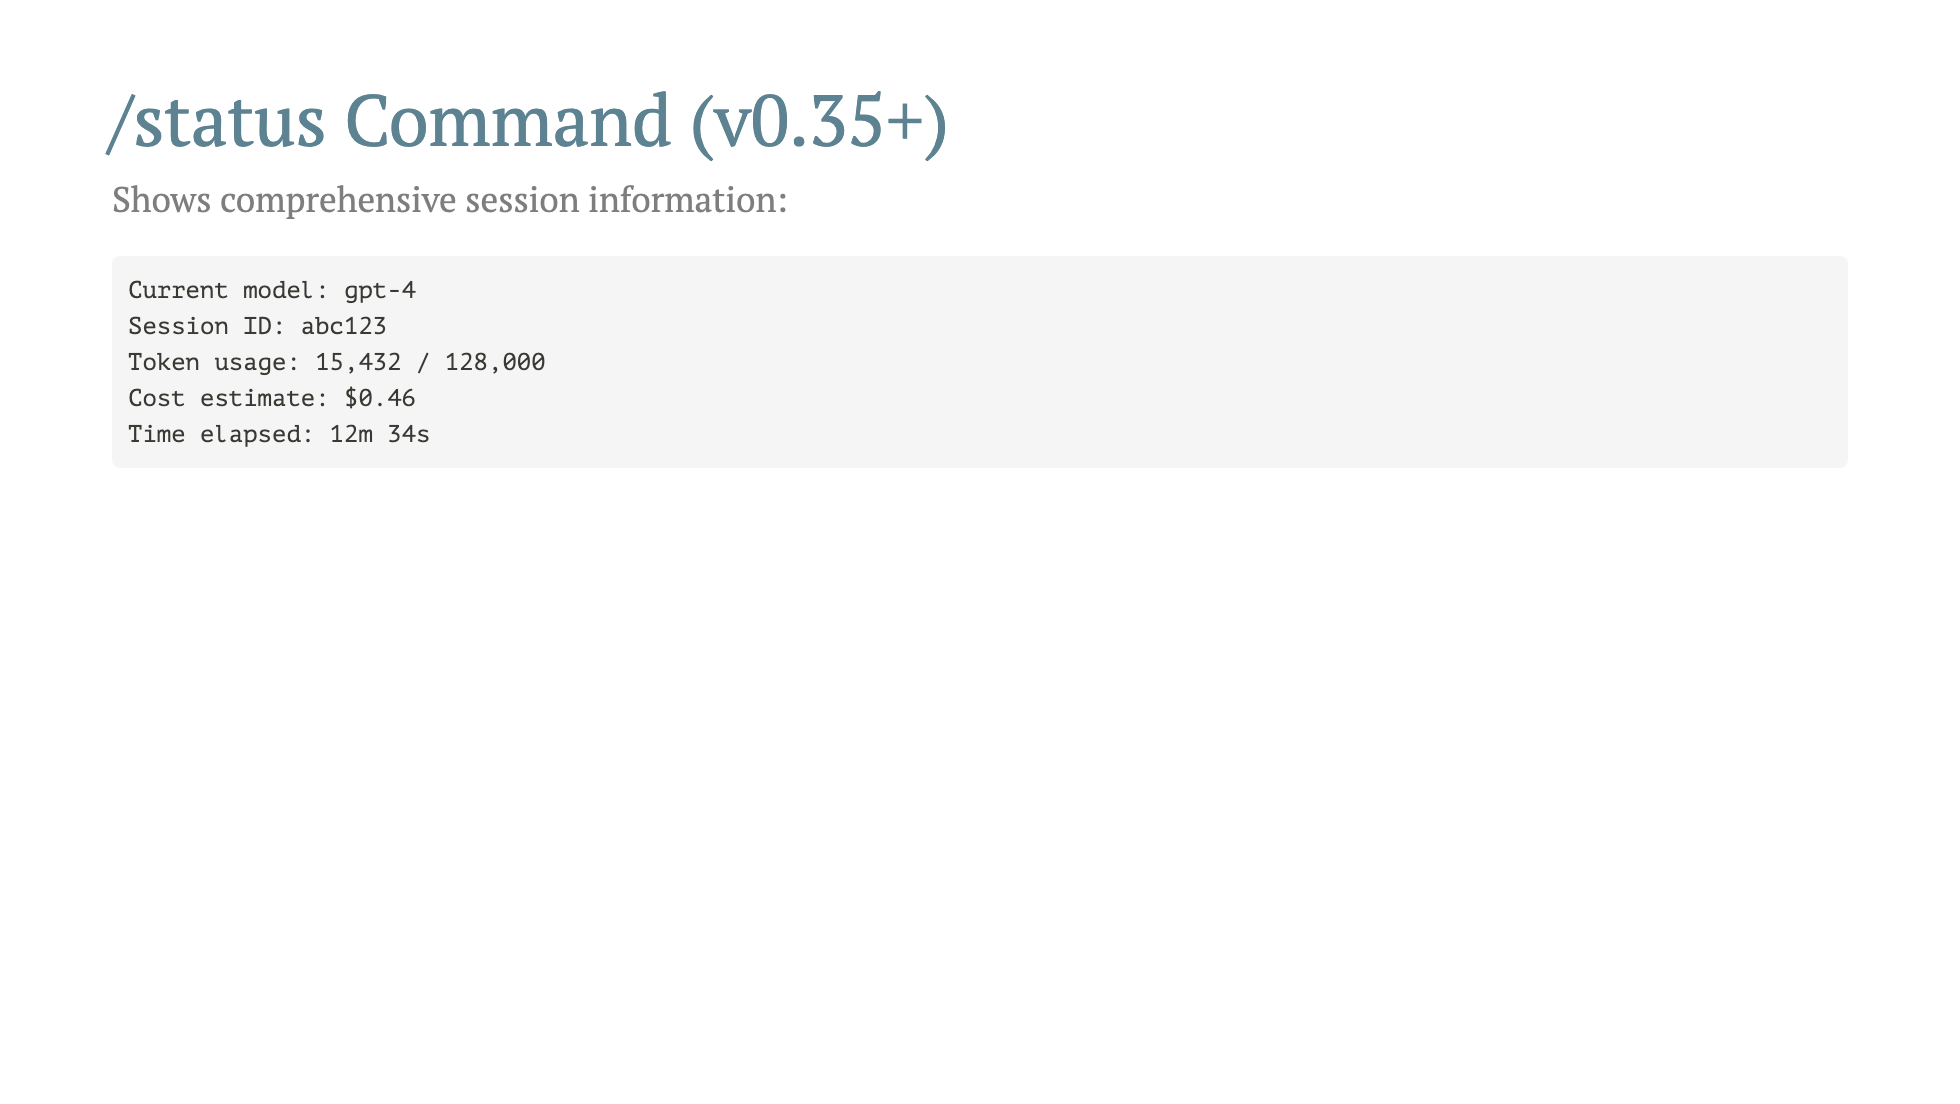 /status Command (v0.35+)
Shows comprehensive session information:
Current model: gpt-4
Session ID: abc123
Token usage: 15,432 / 128,000
Cost estimate: $0.46
Time elapsed: 12m 34s